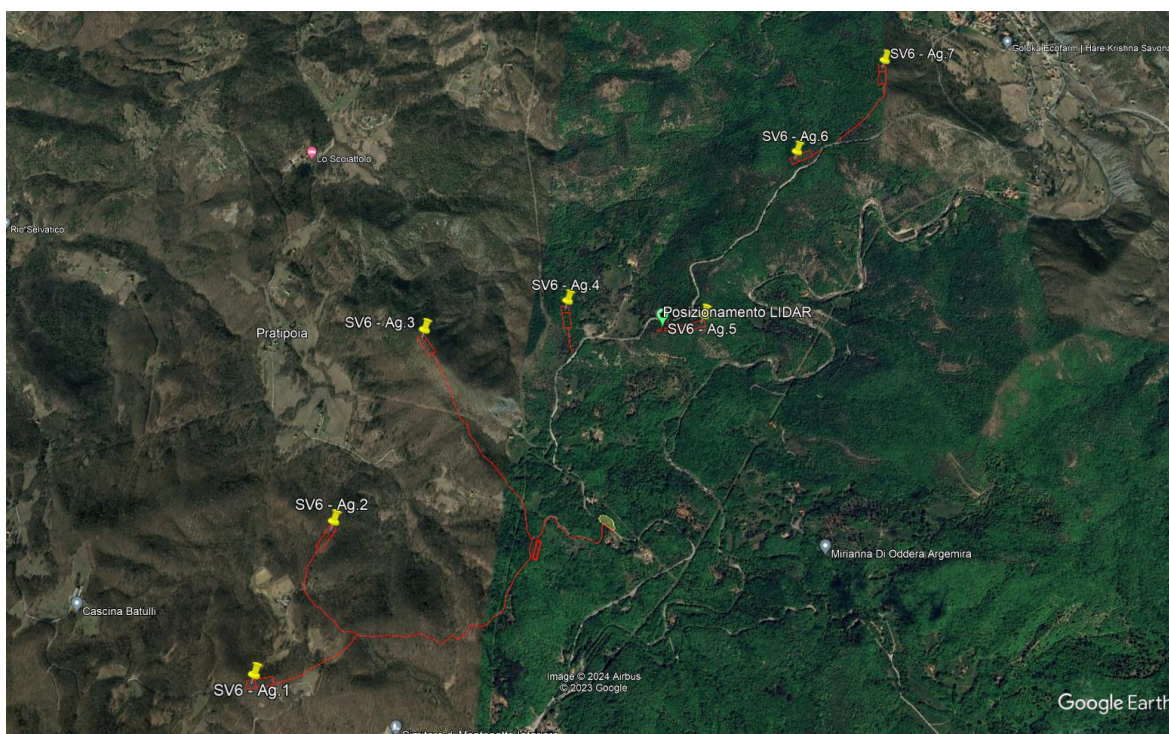 SV6 - Ag.7
Goloka Ecofarm | Hare Krishna Savona
SV6 - Ag.6
Lo Scoiattolo
Rio Selvatico
SV6 - Ag.4
Posizionamento LIDAR
SV6 - Ag.3
SV6 - Ag.5
Pratipoia
SV6 - Ag.2
Mirianna Di Oddera Argemira
Cascina Batulli
SV6 - Ag.1
Image © 2024 Airbus
© 2023 Google
Google Earth